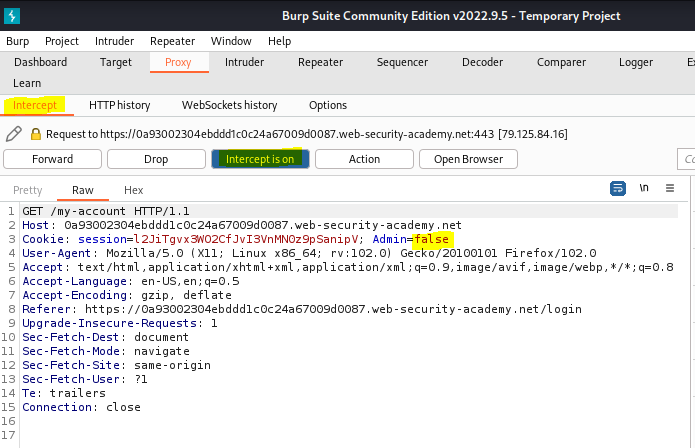 Burp Suite Community Edition v2022.9.5 - Temporary Project
Burp Project Intruder Repeater Window Help
Dashboard Target Proxy Intruder Repeater Sequencer Decoder Comparer Logger
Learn
Intercept HTTP history WebSockets history Options
Request to https://0a93002304ebddd1c0c24a67009d0087.web-security-academy.net:443 [79.125.84.16]
Forward Drop Intercept is on Action Open Browser
Pretty Raw Hex \n
1 GET /my-account HTTP/1.1
2 Host: 0a93002304ebddd1c0c24a67009d0087.web-security-academy.net
3 Cookie: session=l2JiTgvx3WO2CfJvI3VnMN0z9pSanipV; Admin=false
4 User-Agent: Mozilla/5.0 (X11; Linux x86_64; rv:102.0) Gecko/20100101 Firefox/102.0
5 Accept: text/html,application/xhtml+xml,application/xml;q=0.9,image/avif,image/webp,*/*;q=0.8
6 Accept-Language: en-US,en;q=0.5
7 Accept-Encoding: gzip, deflate
8 Referer: https://0a93002304ebddd1c0c24a67009d0087.web-security-academy.net/login
9 Upgrade-Insecure-Requests: 1
10 Sec-Fetch-Dest: document
11 Sec-Fetch-Mode: navigate
12 Sec-Fetch-Site: same-origin
13 Sec-Fetch-User: ?1
14 Te: trailers
15 Connection: close
16
17